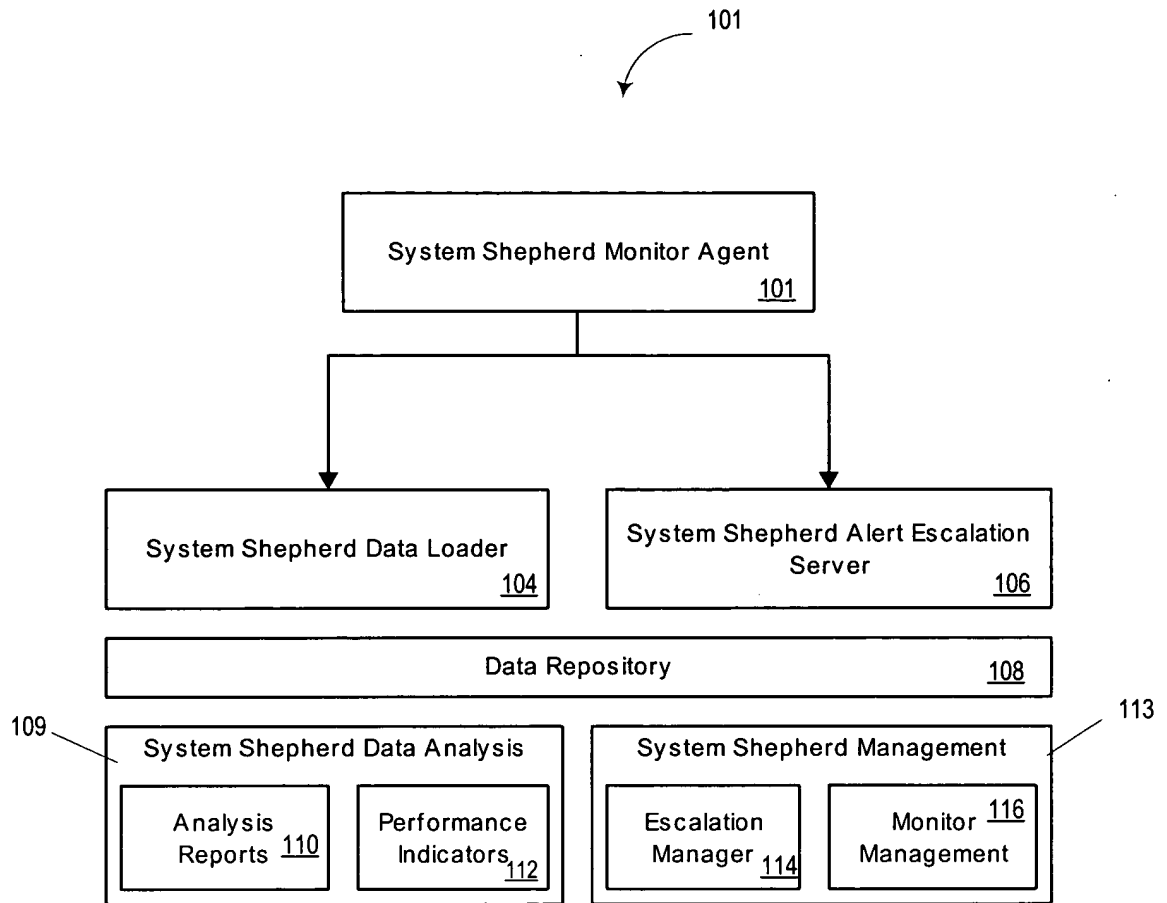 101
System Shepherd Monitor Agent
101
System Shepherd Data Loader
104
System Shepherd Alert Escalation
Server
106
Data Repository
108
109
System Shepherd Data Analysis
Analysis
Reports
110
Performance
Indicators
112
113
System Shepherd Management
Escalation
Manager
114
116
Monitor
Management